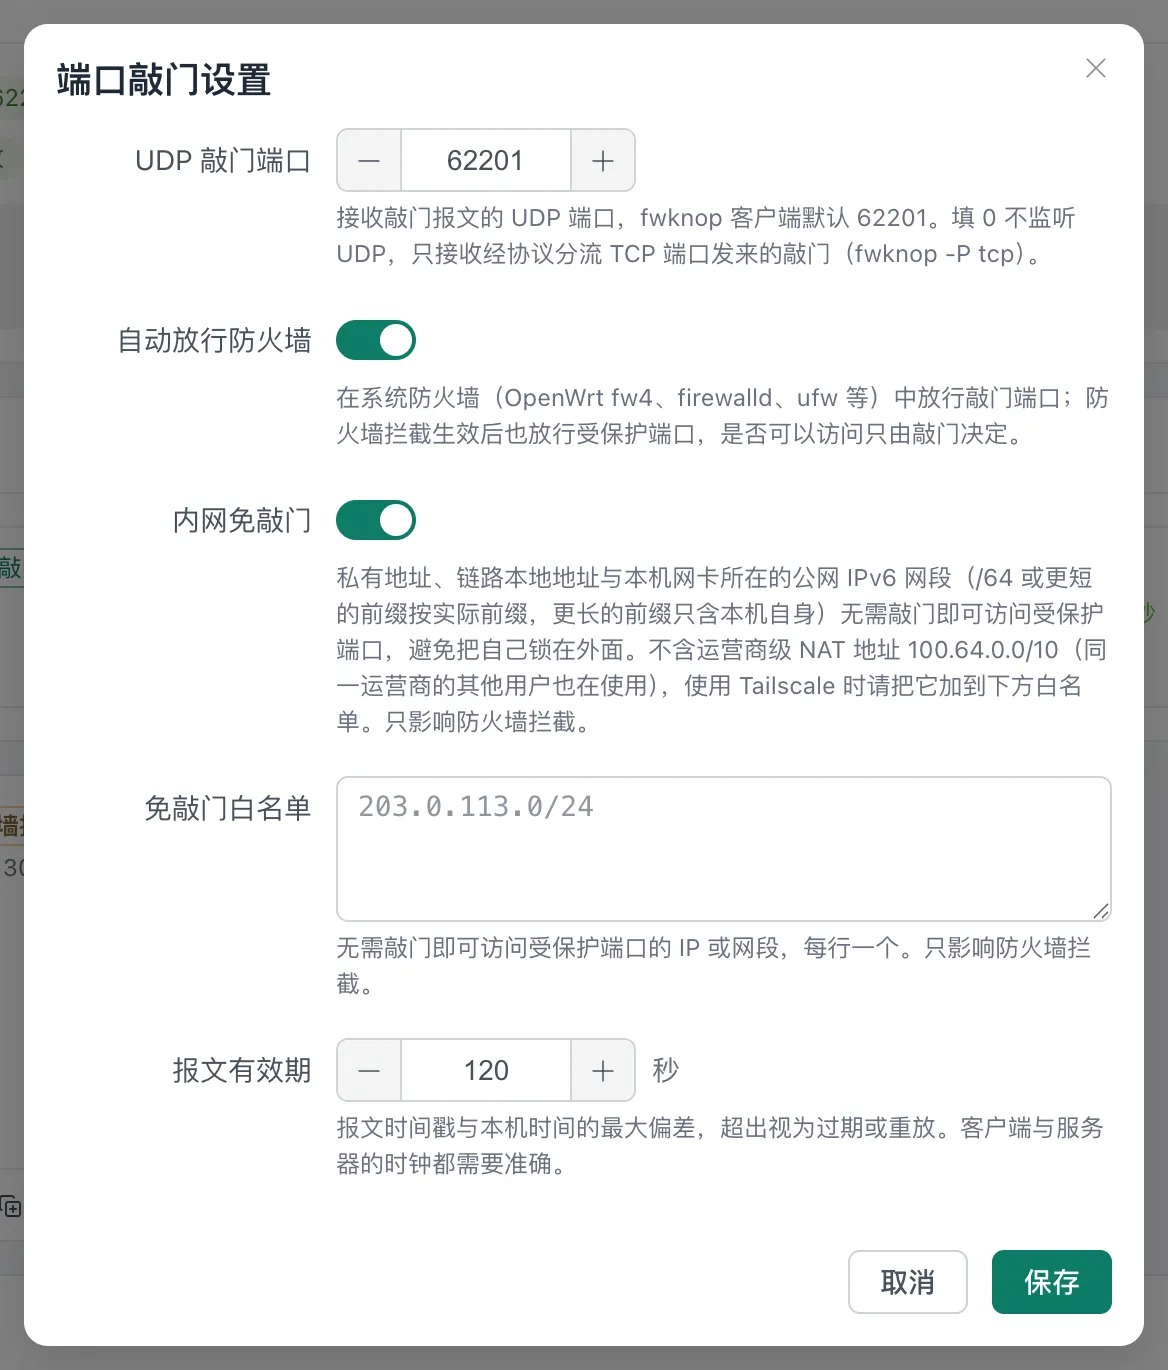 端口敲门设置
UDP 敲门端口
62201
接收敲门报文的 UDP 端口，fwknop 客户端默认 62201。填 0 不监听
UDP，只接收经协议分流 TCP 端口发来的敲门（fwknop -P tcp）。
自动放行防火墙
在系统防火墙（OpenWrt fw4、firewalld、ufw 等）中放行敲门端口；防
火墙拦截生效后也放行受保护端口，是否可以访问只由敲门决定。
内网免敲门
私有地址、链路本地地址与本机网卡所在的公网 IPv6 网段（/64 或更短
的前缀按实际前缀，更长的前缀只含本机自身）无需敲门即可访问受保护
端口，避免把自己锁在外面。不含运营商级 NAT 地址 100.64.0.0/10（同
一运营商的其他用户也在使用），使用 Tailscale 时请把它加到下方白名
单。只影响防火墙拦截。
免敲门白名单
203.0.113.0/24
无需敲门即可访问受保护端口的 IP 或网段，每行一个。只影响防火墙拦
截。
报文有效期
120
秒
报文时间戳与本机时间的最大偏差，超出视为过期或重放。客户端与服务
器的时钟都需要准确。
取消
保存
敲
30
秒